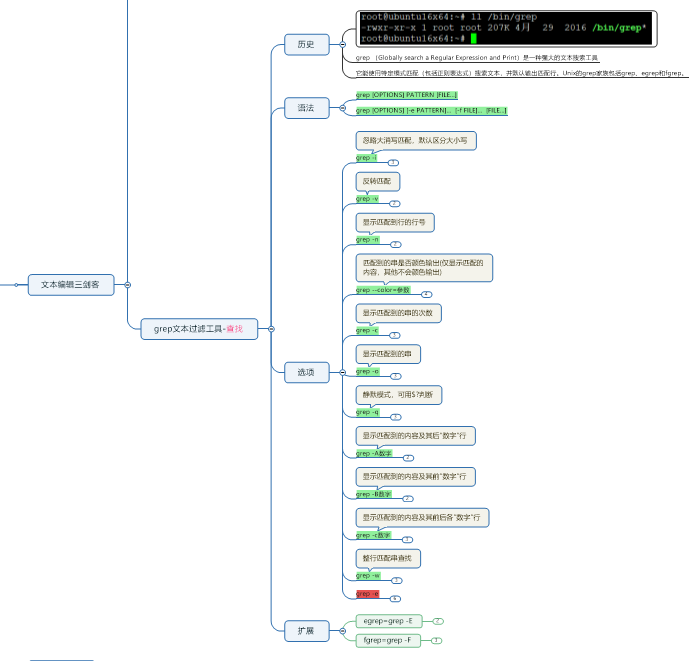 root@ubuntu16x64:~# ll /bin/grep
-rwxr-xr-x 1 root root 207K 4月 29 2016 /bin/grep*
root@ubuntu16x64:~#
历史
grep （Globally search a Regular Expression and Print）是一种强大的文本搜索工具
它能使用特定模式匹配（包括正则表达式）搜索文本，并默认输出匹配行。Unix的grep家族包括grep、egrep和fgrep。
语法
grep [OPTIONS] PATTERN [FILE...]
grep [OPTIONS] [-e PATTERN]... [-f FILE]... [FILE...]
文本编辑三剑客
grep文本过滤工具-查找
选项
忽略大消写匹配，默认区分大小写
grep -i
反转匹配
grep -v
2
显示匹配到行的行号
grep -n
匹配到的串是否颜色输出(仅显示匹配的
内容，其他不会颜色输出)
grep --color=参数
4
显示匹配到的串的次数
grep -c
显示匹配到的串
grep -o
静默模式，可用$?判断
grep -q
显示匹配到的内容及其后"数字"行
grep -A数字
2
显示匹配到的内容及其前"数字"行
grep -B数字
2
显示匹配到的内容及其前后各"数字"行
grep -c数字
整行匹配串查找
grep -w
grep -e
扩展
egrep=grep -E
2
fgrep=grep -F